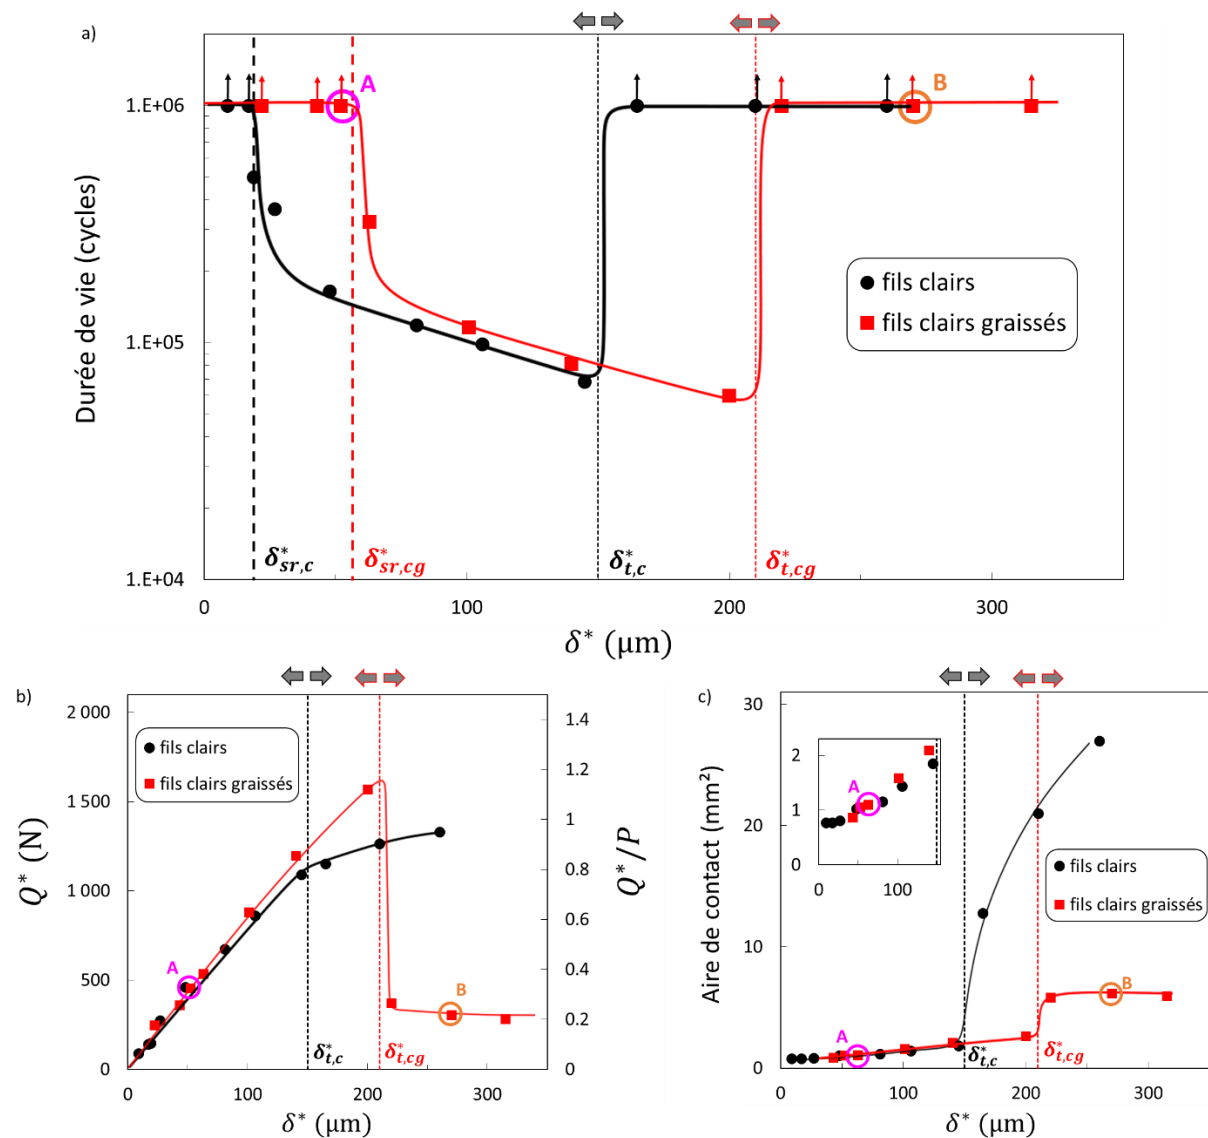 a)
Durée de vie (cycles)
1.E+06
1.E+05
1.E+04
A
B
fils clairs
fils clairs graissés
δ*sr,c
δ*sr,cg
δ*t,c
δ*t,cg
0
100
200
300
δ* (μm)
b)
Q* (N)
2 000
1 500
1 000
500
0
fils clairs
fils clairs graissés
A
B
δ*t,c
δ*t,cg
1.4
1.2
1
0.8
0.6
0.4
0.2
0
Q*/P
0
100
200
300
δ* (μm)
c)
Aire de contact (mm²)
30
20
10
0
2
1
0
A
0
100
fils clairs
fils clairs graissés
A
B
δ*t,c
δ*t,cg
0
100
200
300
δ* (μm)